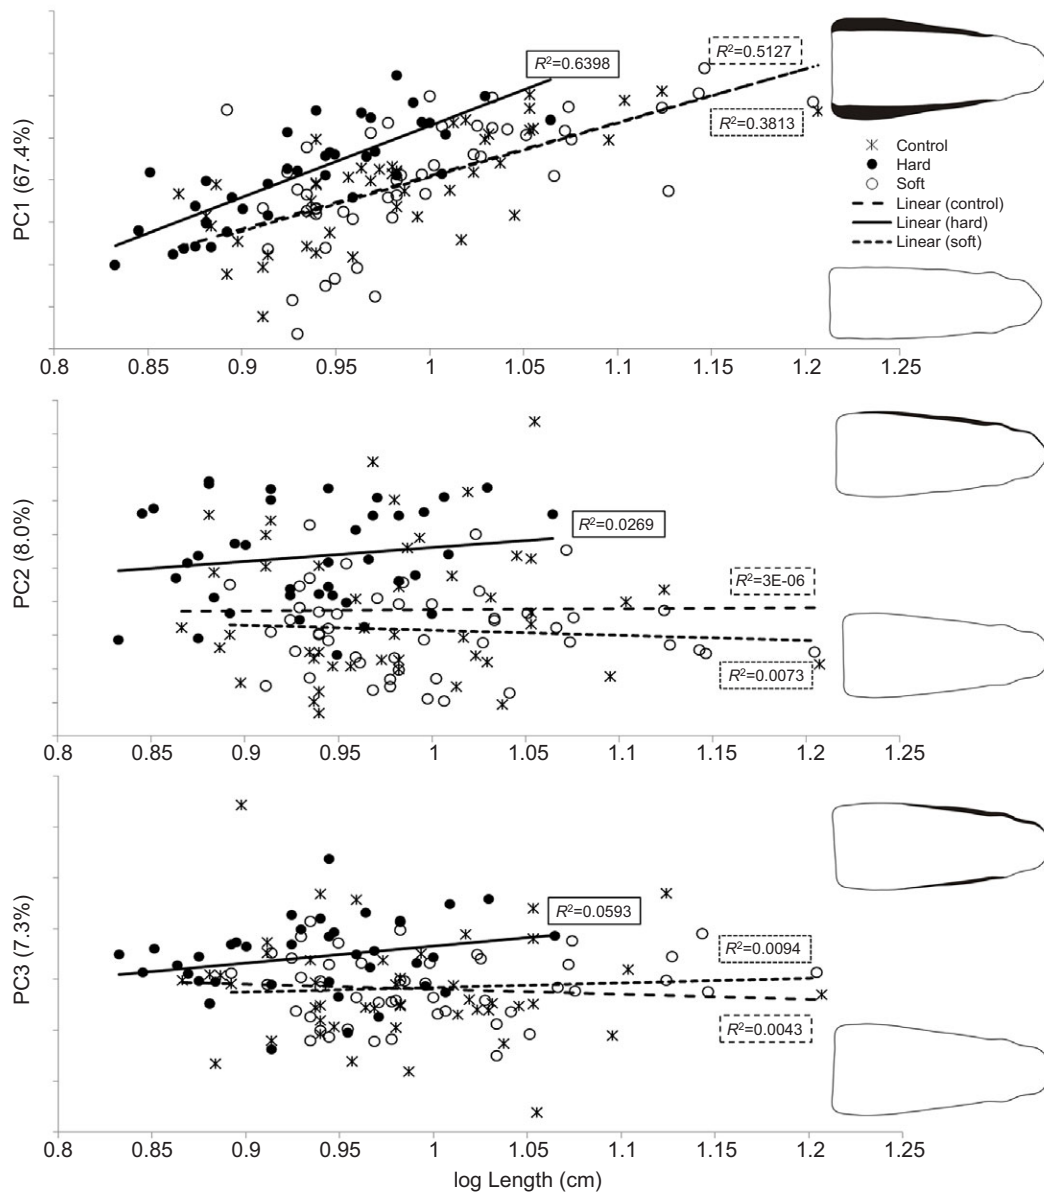 R²=0.5127
R²=0.6398
R²=0.3813
Control
Hard
Soft
Linear (control)
Linear (hard)
Linear (soft)
PC1 (67.4%)
0.8 0.85 0.9 0.95 1 1.05 1.1 1.15 1.2 1.25
R²=0.0269
R²=3E-06
R²=0.0073
PC2 (8.0%)
0.8 0.85 0.9 0.95 1 1.05 1.1 1.15 1.2 1.25
R²=0.0593
R²=0.0094
R²=0.0043
PC3 (7.3%)
0.8 0.85 0.9 0.95 1 1.05 1.1 1.15 1.2 1.25
log Length (cm)